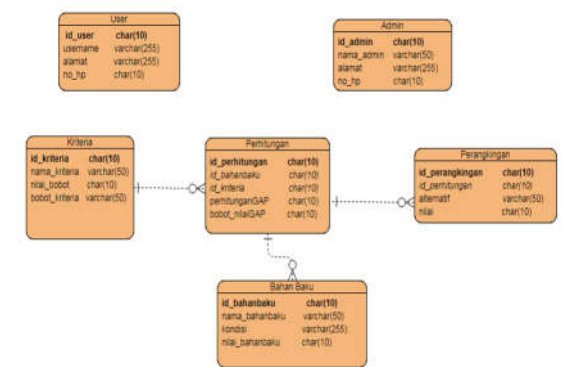 User
id_user char(10)
username varchar(255)
alamat varchar(255)
no_hp char(10)
Admin
id_admin char(10)
nama_admin varchar(50)
alamat varchar(255)
no_hp char(10)
Kriteria
id_kriteria char(10)
nama_kriteria varchar(50)
nilai_bobot char(10)
bobot_kriteria varchar(50)
Perhitungan
id_perhitungan char(10)
id_bahanbaku char(10)
id_kriteria char(10)
perhitunganGAP char(10)
bobot_nilaiGAP char(10)
Perangkingan
id_perangkingan char(10)
id_perhitungan char(10)
alternatif varchar(50)
nilai char(10)
Bahan Baku
id_bahanbaku char(10)
nama_bahanbaku varchar(50)
kondisi varchar(255)
nilai_bahanbaku char(10)